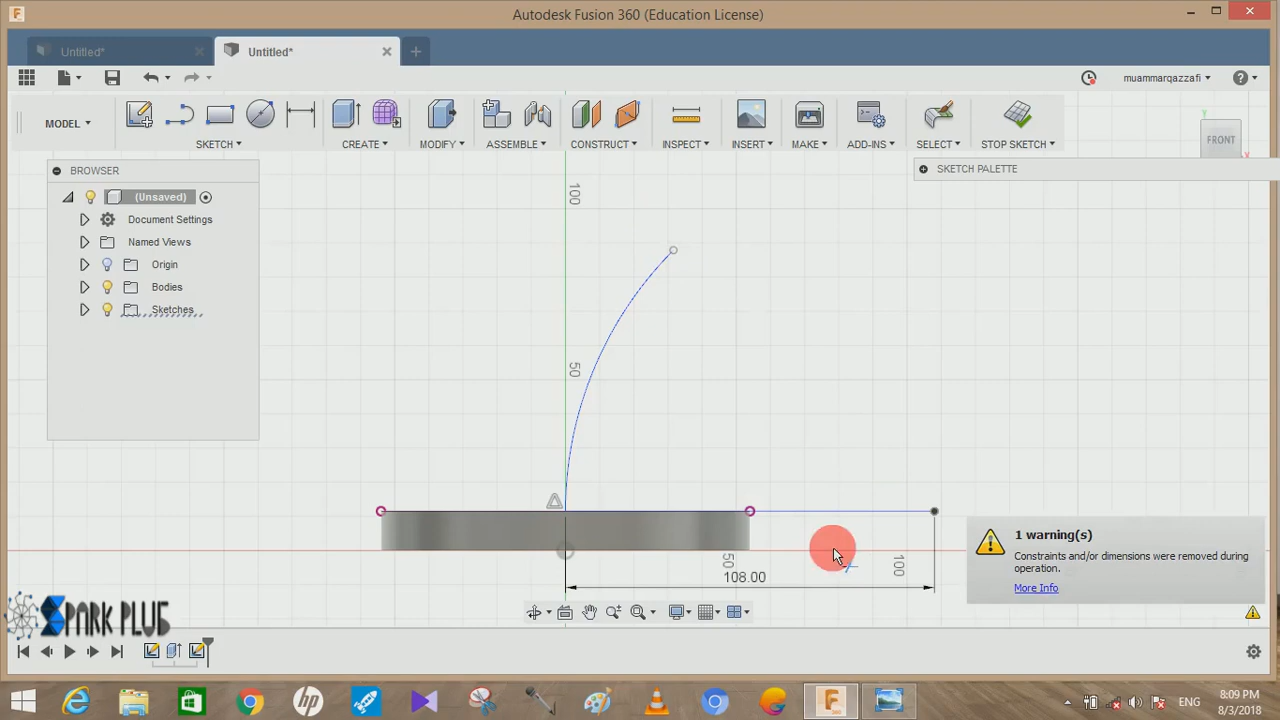 Autodesk Fusion 360 (Education License)
Untitled*
Untitled*
muammarqazzafi
MODEL
SKETCH
CREATE
MODIFY
ASSEMBLE
CONSTRUCT
INSPECT
INSERT
MAKE
ADD-INS
SELECT
STOP SKETCH
Y
FRONT
X
BROWSER
SKETCH PALETTE
(Unsaved)
Document Settings
Named Views
Origin
Bodies
Sketches
100
50
50
100
108.00
1 warning(s)
Constraints and/or dimensions were removed during
operation.
More Info
SPARK PLUG
ENG
8:09 PM
8/3/2018